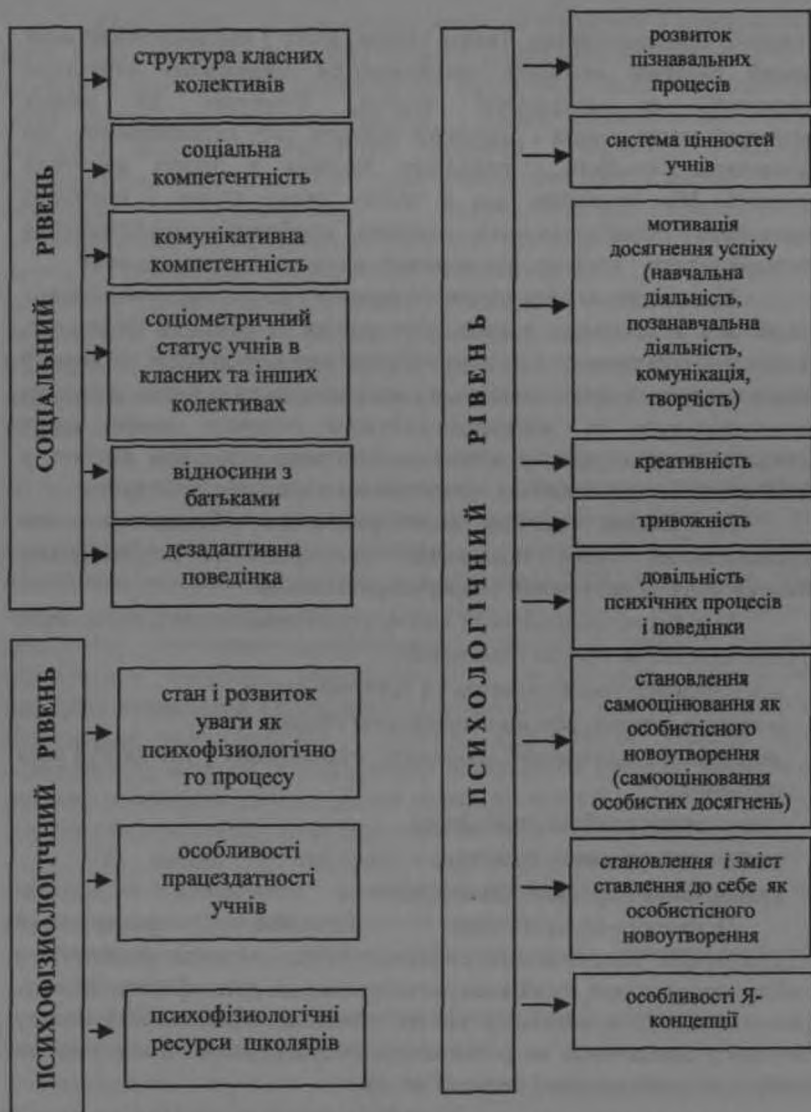 СОЦІАЛЬНИЙ РІВЕНЬ
структура класних
колективів
соціальна
компетентність
комунікативна
компетентність
соціометричний
статус учнів в
класних та інших
колективах
відносини з
батьками
дезадаптивна
поведінка
ПСИХОФІЗИОЛОГІЧНИЙ РІВЕНЬ
стан і розвиток
уваги як
психофізиологічно
го процесу
особливості
працездатності
учнів
психофізиологічні
ресурси школярів
ПСИХОЛОГІЧНИЙ РІВЕНЬ
розвиток
пізнавальних
процесів
система цінностей
учнів
мотивація
досягнення успіху
(навчальна
діяльність,
позанавчальна
діяльність,
комунікація,
творчість)
креативність
тривожність
довільність
психічних процесів
і поведінки
становлення
самооцінювання як
особистісного
новоутворення
(самооцінювання
особистих досягнень)
становлення і зміст
ставлення до себе як
особистісного
новоутворення
особливості Я-
концепції